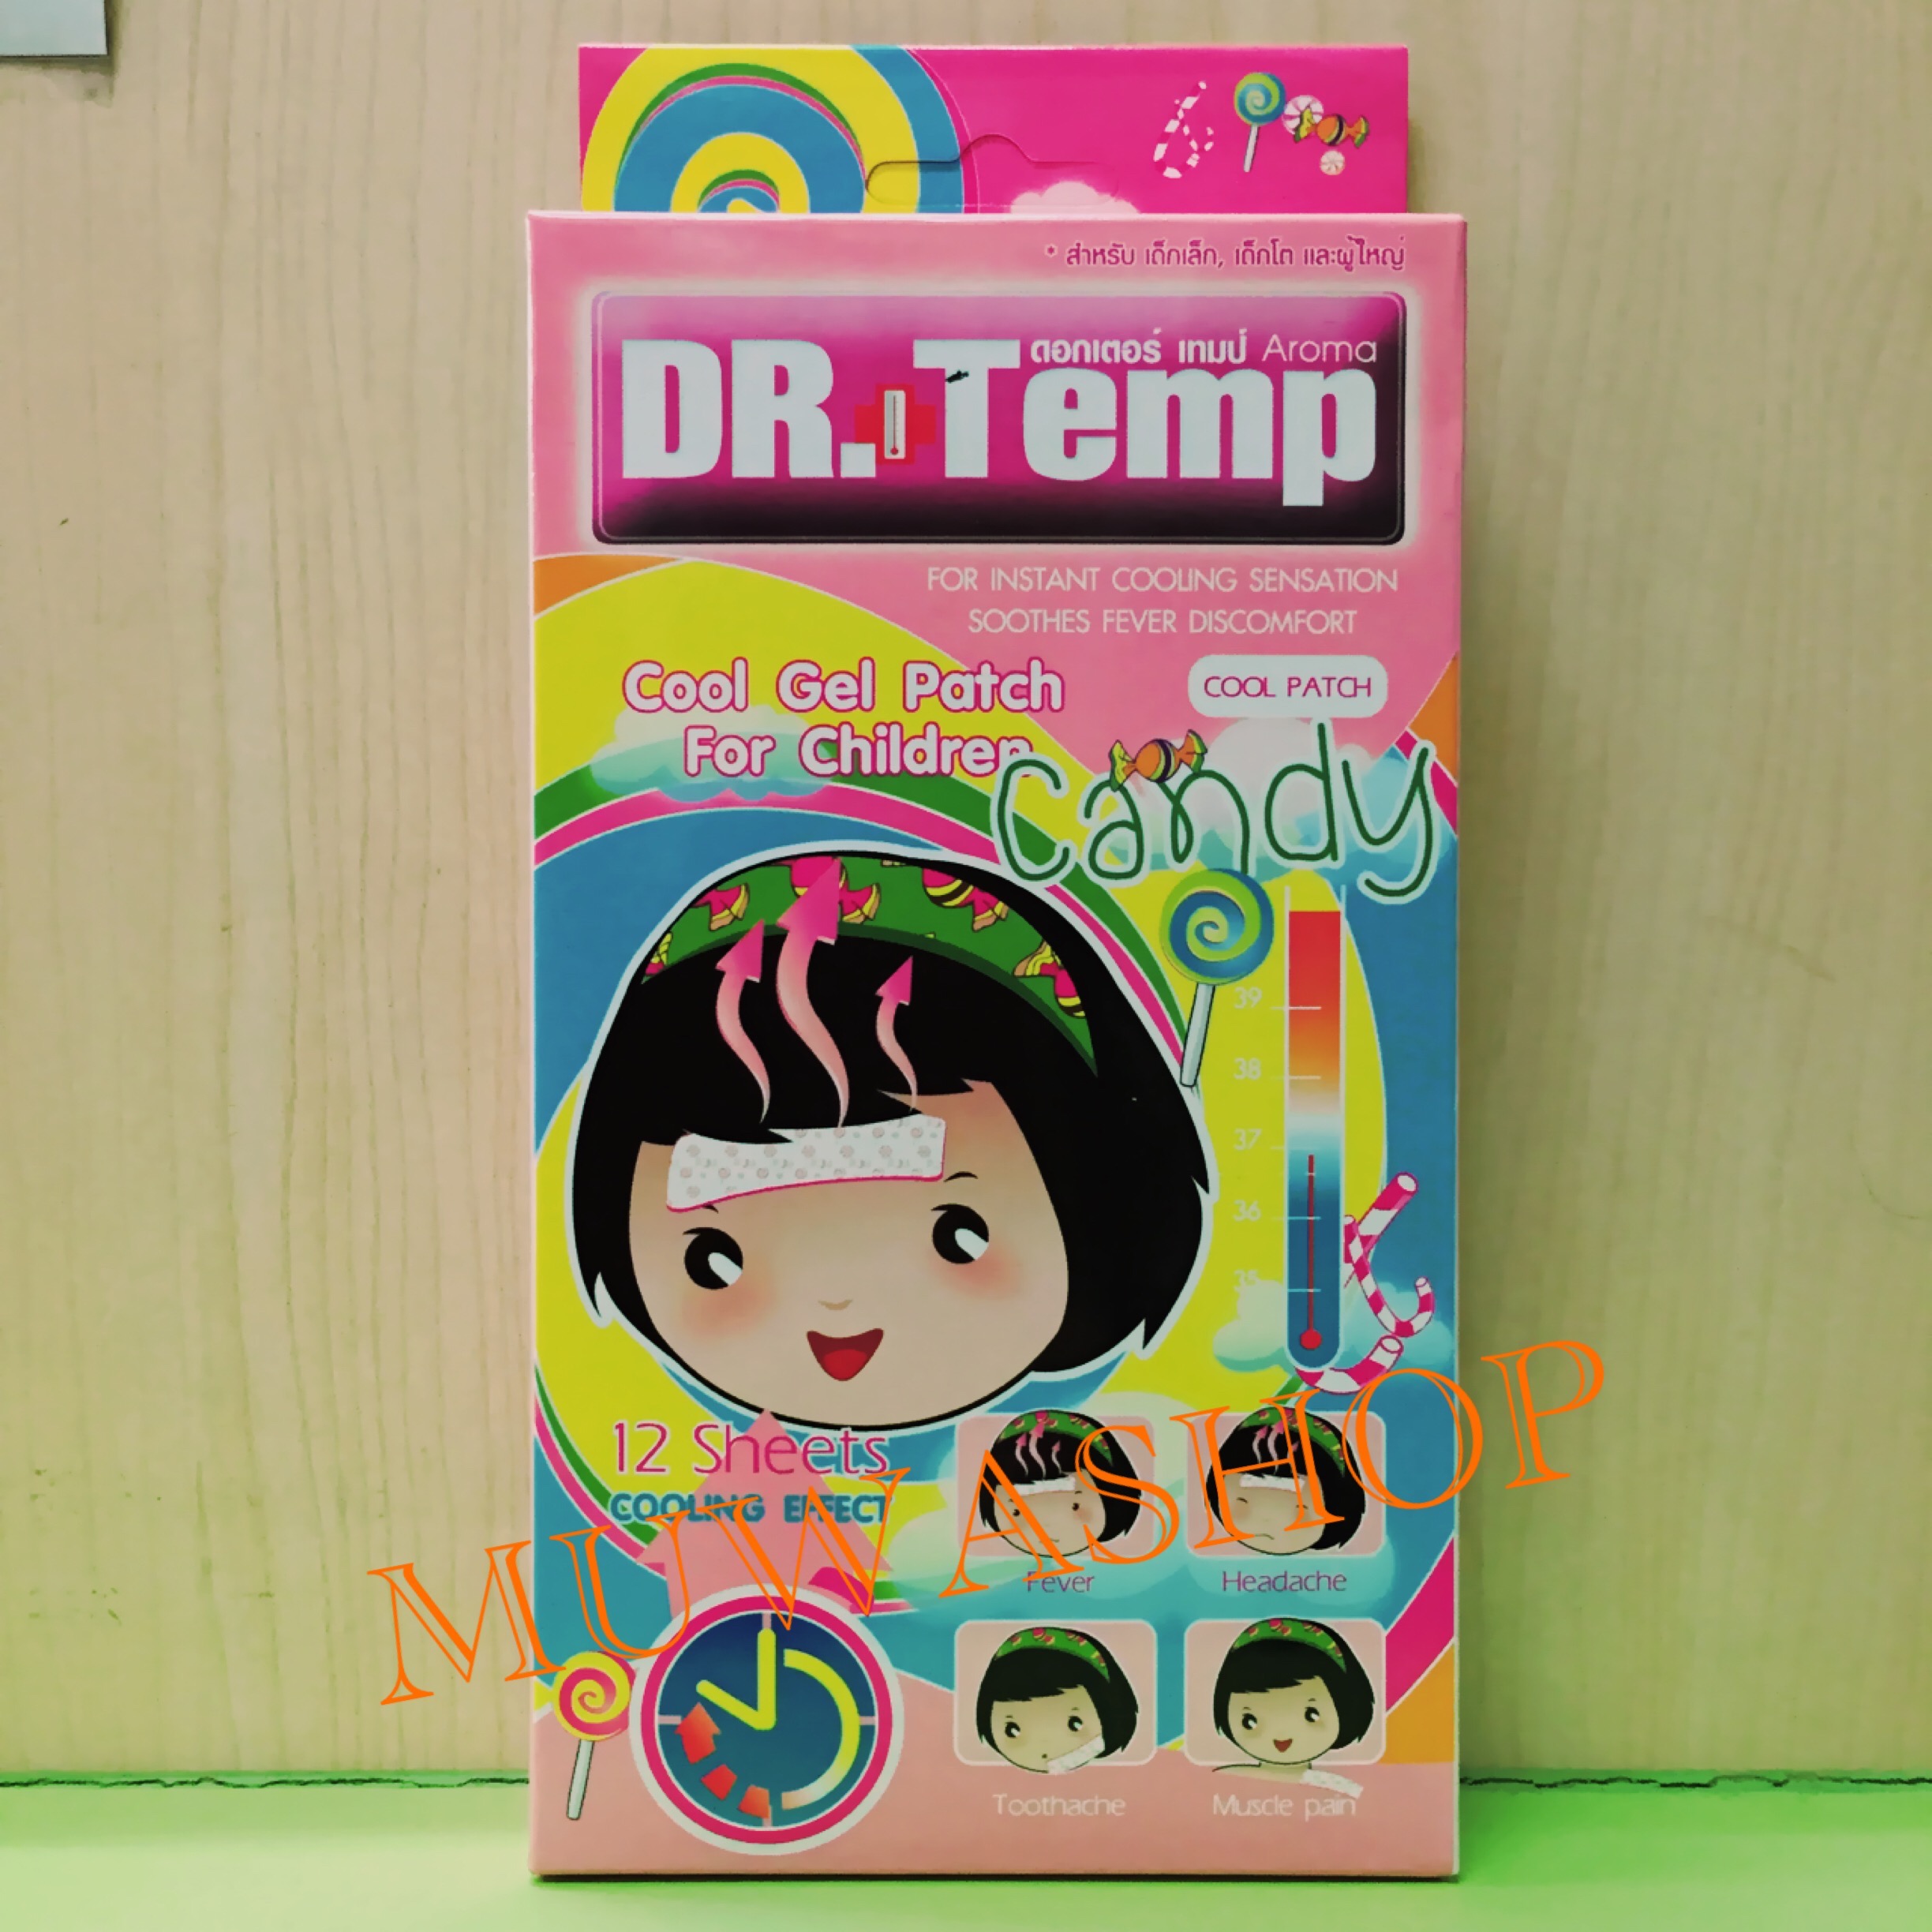 * สำหรับ เด็กเล็ก, เด็กโต และผู้ใหญ่
ดอกเตอร์ เทมป์ Aroma
DR. Temp
FOR INSTANT COOLING SENSATION
SOOTHES FEVER DISCOMFORT
Cool Gel Patch
For Children
COOL PATCH
Candy
39
38
37
36
35
12 Sheets
COOLING EFFECT
MUWASHOP
Fever
Headache
Toothache
Muscle pain